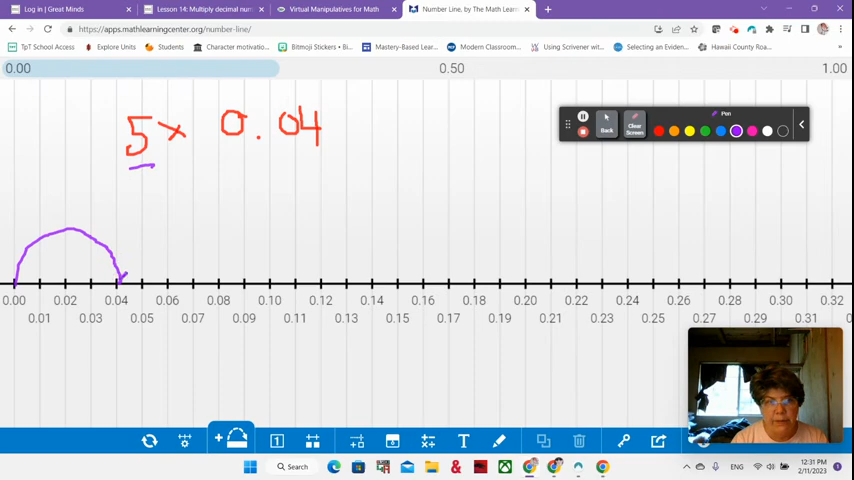 Log in | Great Minds
Lesson 14: Multiply decimal num
Virtual Manipulatives for Math
Number Line, by The Math Learn
https://apps.mathlearningcenter.org/number-line/
TpT School Access
Explore Units
Students
Character motivatio...
Bitmoji Stickers • Bi...
Mastery-Based Lear...
Modern Classroom...
Using Scrivener wit...
Selecting an Eviden...
Hawaii County Roa...
0.00 0.50 1.00
5 x 0.04
Pen
Back
Clear Screen
0.00 0.02 0.04 0.06 0.08 0.10 0.12 0.14 0.16 0.18 0.20 0.22 0.24 0.26 0.28 0.30 0.32
0.01 0.03 0.05 0.07 0.09 0.11 0.13 0.15 0.17 0.19 0.21 0.23 0.25 0.27 0.29 0.31
1
T
Search
ENG
12:31 PM
2/11/2023